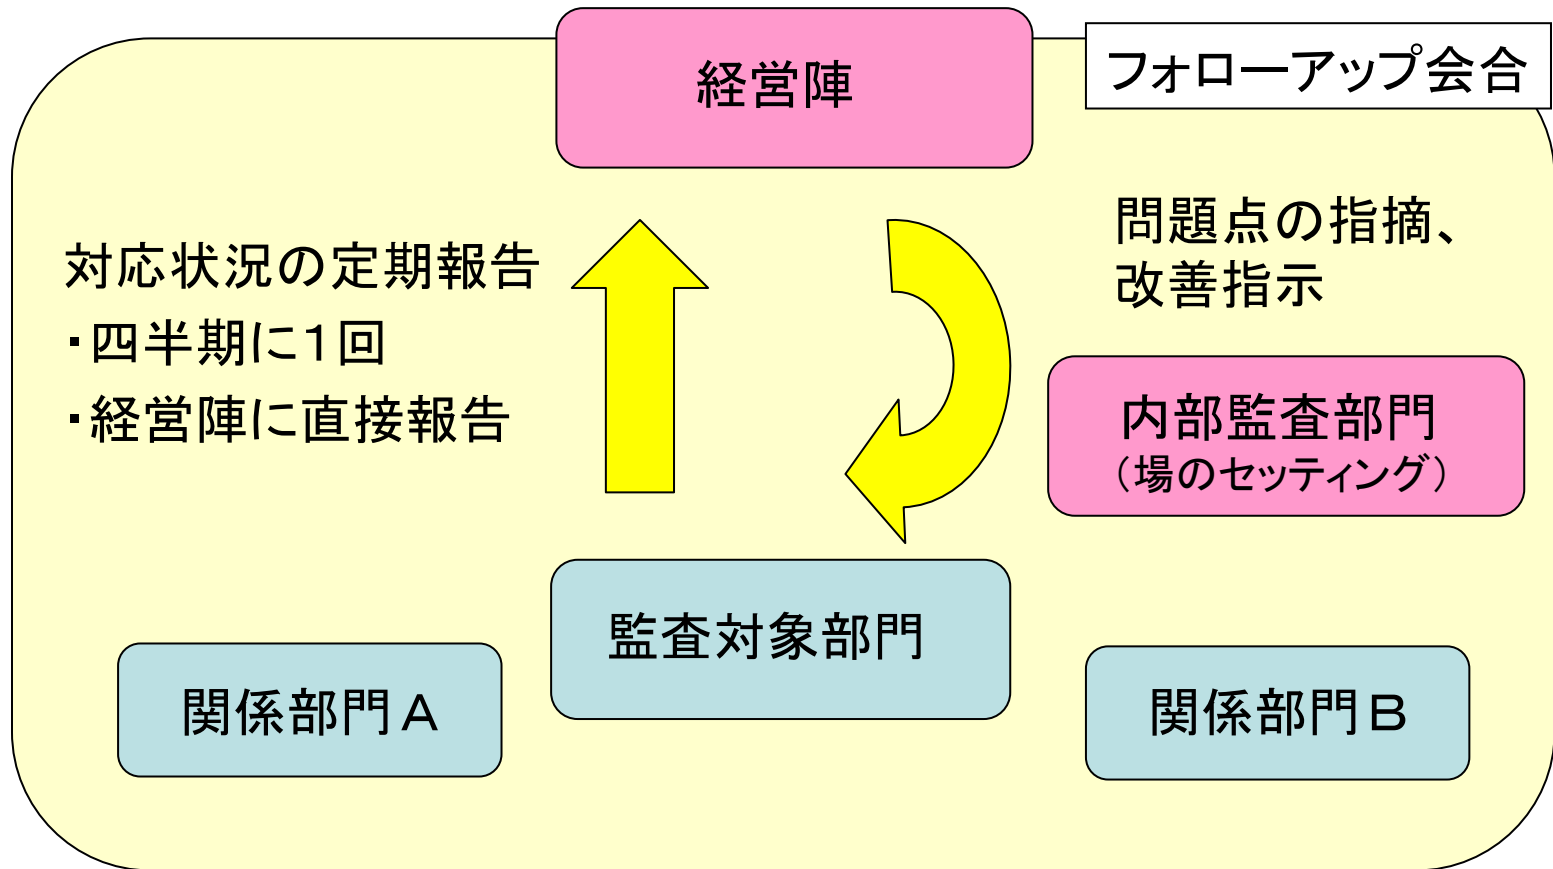 経営陣
フォローアップ会合
対応状況の定期報告
・四半期に１回
・経営陣に直接報告
問題点の指摘、
改善指示
内部監査部門
（場のセッティング）
監査対象部門
関係部門Ａ
関係部門Ｂ